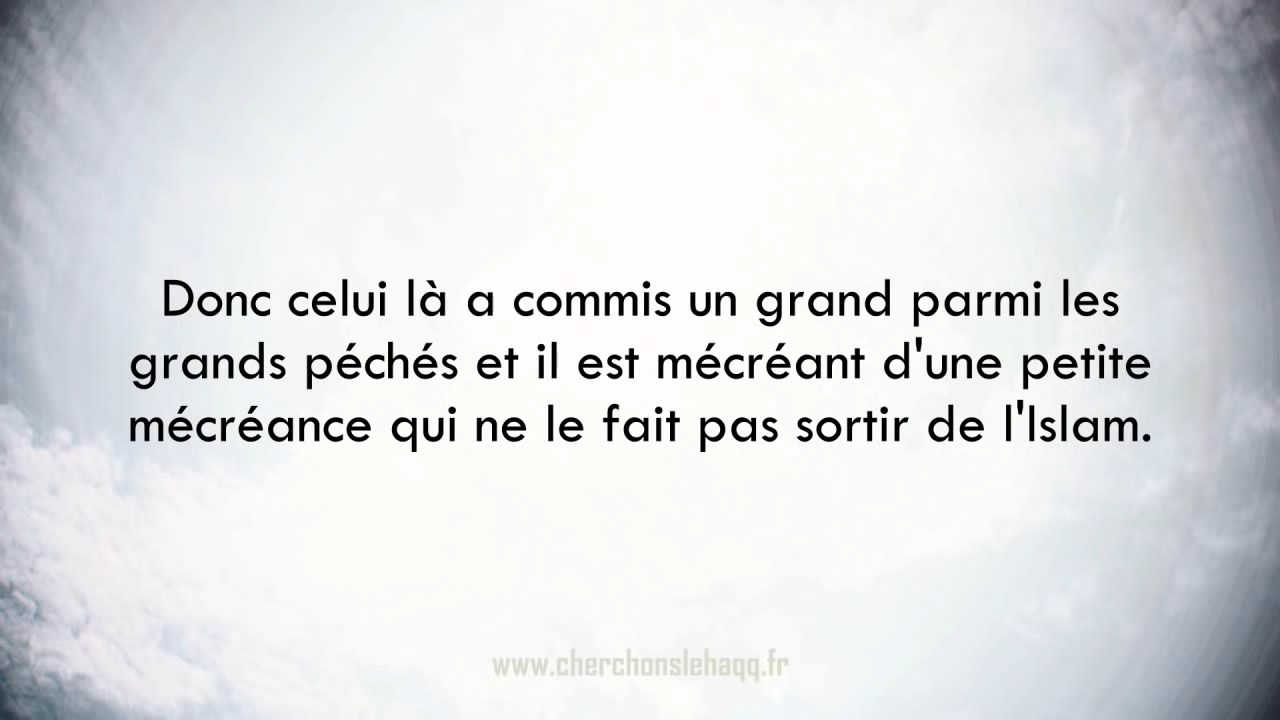 Donc celui là a commis un grand parmi les
grands péchés et il est mécréant d'une petite
mécréance qui ne le fait pas sortir de l'Islam.
www.cherchonslehaqq.fr